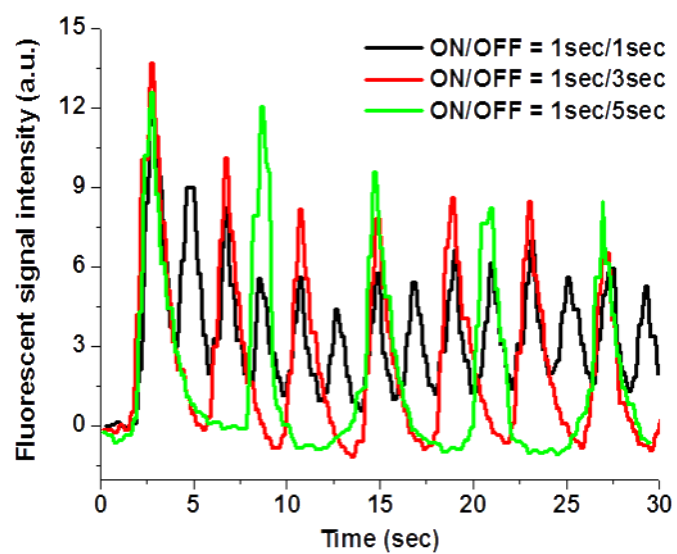 15
ON/OFF = 1sec/1sec
ON/OFF = 1sec/3sec
ON/OFF = 1sec/5sec
12
9
6
3
0
Fluorescent signal intensity (a.u.)
0 5 10 15 20 25 30
Time (sec)